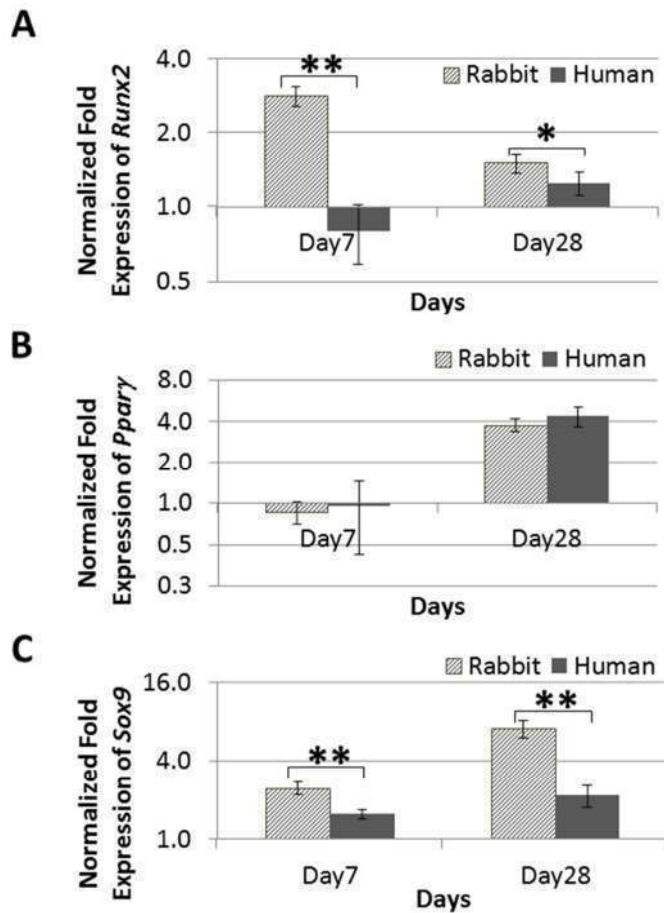 A
Normalized Fold
Expression of Runx2
4.0
2.0
1.0
0.5
Rabbit Human
**
*
Day7 Day28
Days
B
Normalized Fold
Expression of Pparγ
8.0
4.0
2.0
1.0
0.5
0.3
Rabbit Human
Day7 Day28
Days
C
Normalized Fold
Expression of Sox9
16.0
4.0
1.0
Rabbit Human
**
**
Day7 Day28
Days